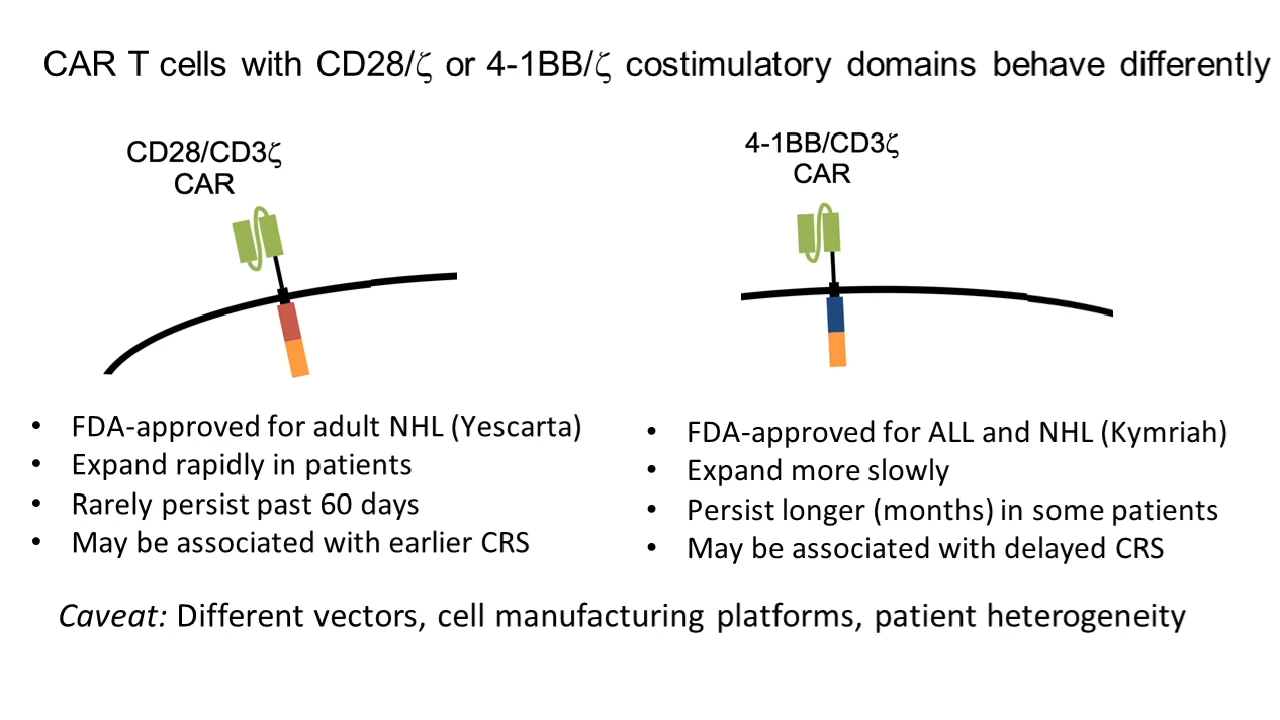 CAR T cells with CD28/ζ or 4-1BB/ζ costimulatory domains behave differently
CD28/CD3ζ
CAR
4-1BB/CD3ζ
CAR
• FDA-approved for adult NHL (Yescarta)
• Expand rapidly in patients
• Rarely persist past 60 days
• May be associated with earlier CRS
• FDA-approved for ALL and NHL (Kymriah)
• Expand more slowly
• Persist longer (months) in some patients
• May be associated with delayed CRS
Caveat: Different vectors, cell manufacturing platforms, patient heterogeneity